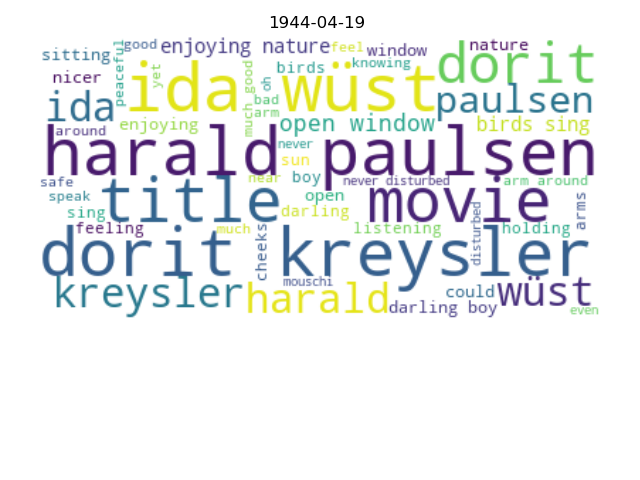 1944-04-19
sitting peaceful good enjoying nature feel window nature
nicer yet birds oh knowing dorit
ida ida wüst paulsen
around enjoying much good bad arm open window birds sing
harald paulsen
never sun
safe near boy never disturbed arm around
speak title open movie arms
sing darling
feeling much listening disturbed holding
dorit cheeks kreysler
mouschi
kreysler harald could wüst
darling boy even